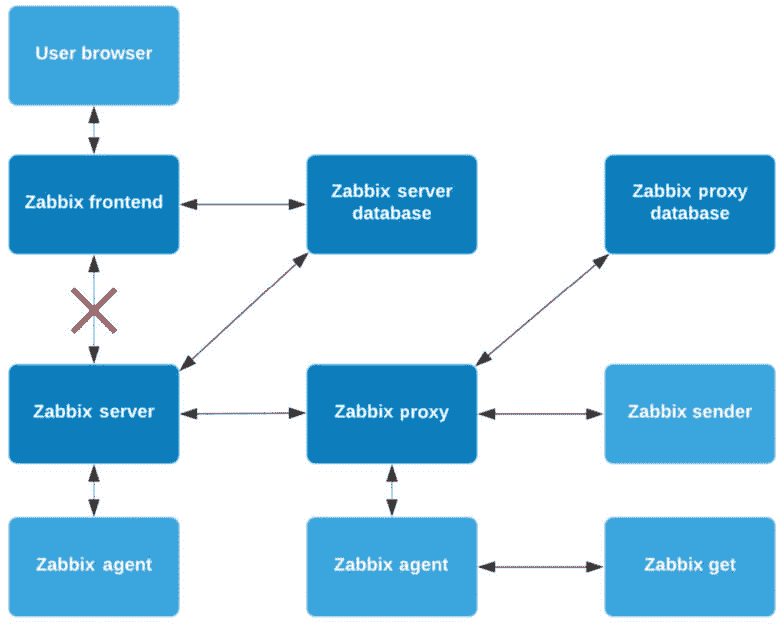 User browser
Zabbix frontend
Zabbix server
database
Zabbix proxy
database
Zabbix server
Zabbix proxy
Zabbix sender
Zabbix agent
Zabbix agent
Zabbix get